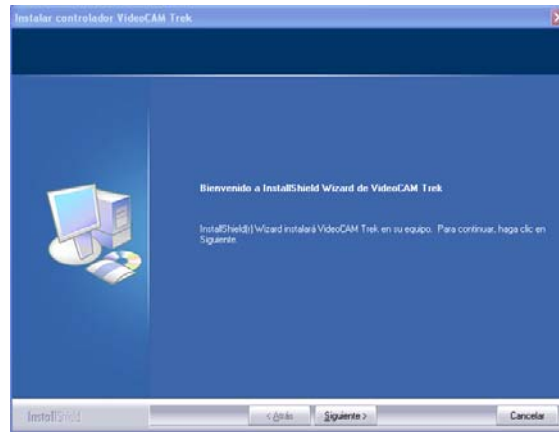 Instalar controlador VideoCAM Trek
Bienvenido a InstallShield Wizard de VideoCAM Trek
InstallShield(r) Wizard instalará VideoCAM Trek en su equipo. Para continuar, haga clic en
Siguiente.
InstallShield
< Atrás
Siguiente >
Cancelar